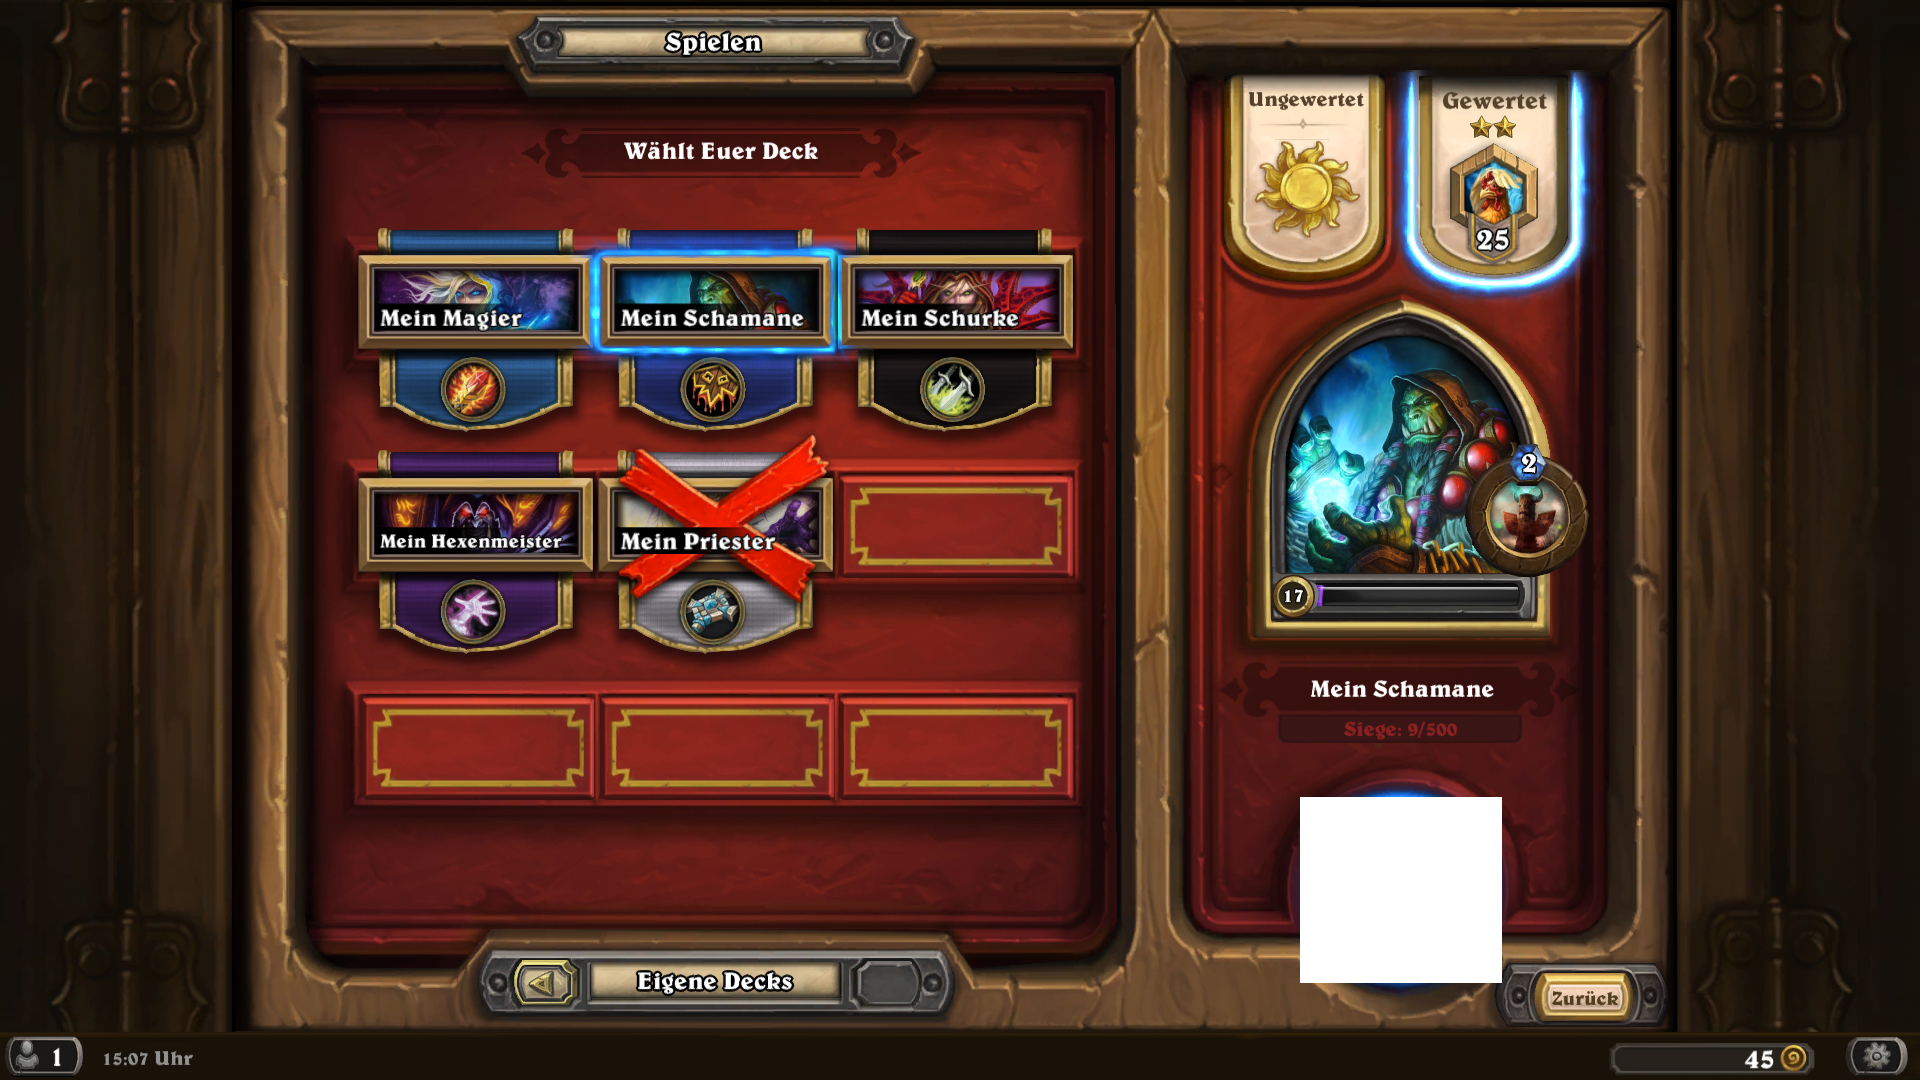 Spielen
Wählt Euer Deck
Mein Magier
Mein Schamane
Mein Schurke
Mein Hexenmeister
Mein Priester
Eigene Decks
Ungewertet
Gewertet
25
2
17
Mein Schamane
Siege: 9/500
Zurück
1
15:07 Uhr
45